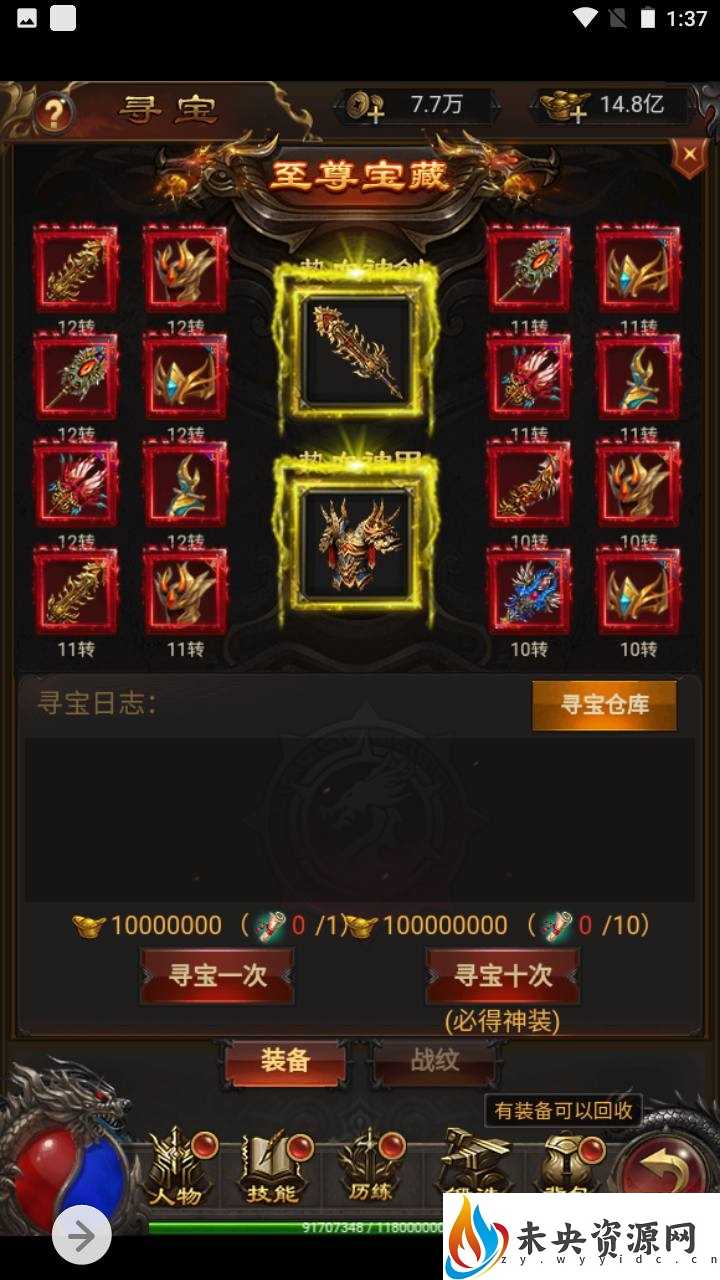 1:37
寻宝 7.7万 14.8亿
至尊宝藏
12转 12转 11转 11转
12转 12转 11转 11转
12转 12转 10转 10转
11转 11转 10转 10转
寻宝日志:
寻宝仓库
10000000 ( 0 /1) 100000000 ( 0 /10)
寻宝一次 寻宝十次
(必得神装)
装备 战纹
有装备可以回收
人物 技能 历练
91707348 / 118000000
未央资源网
zy.wyyidc.cn